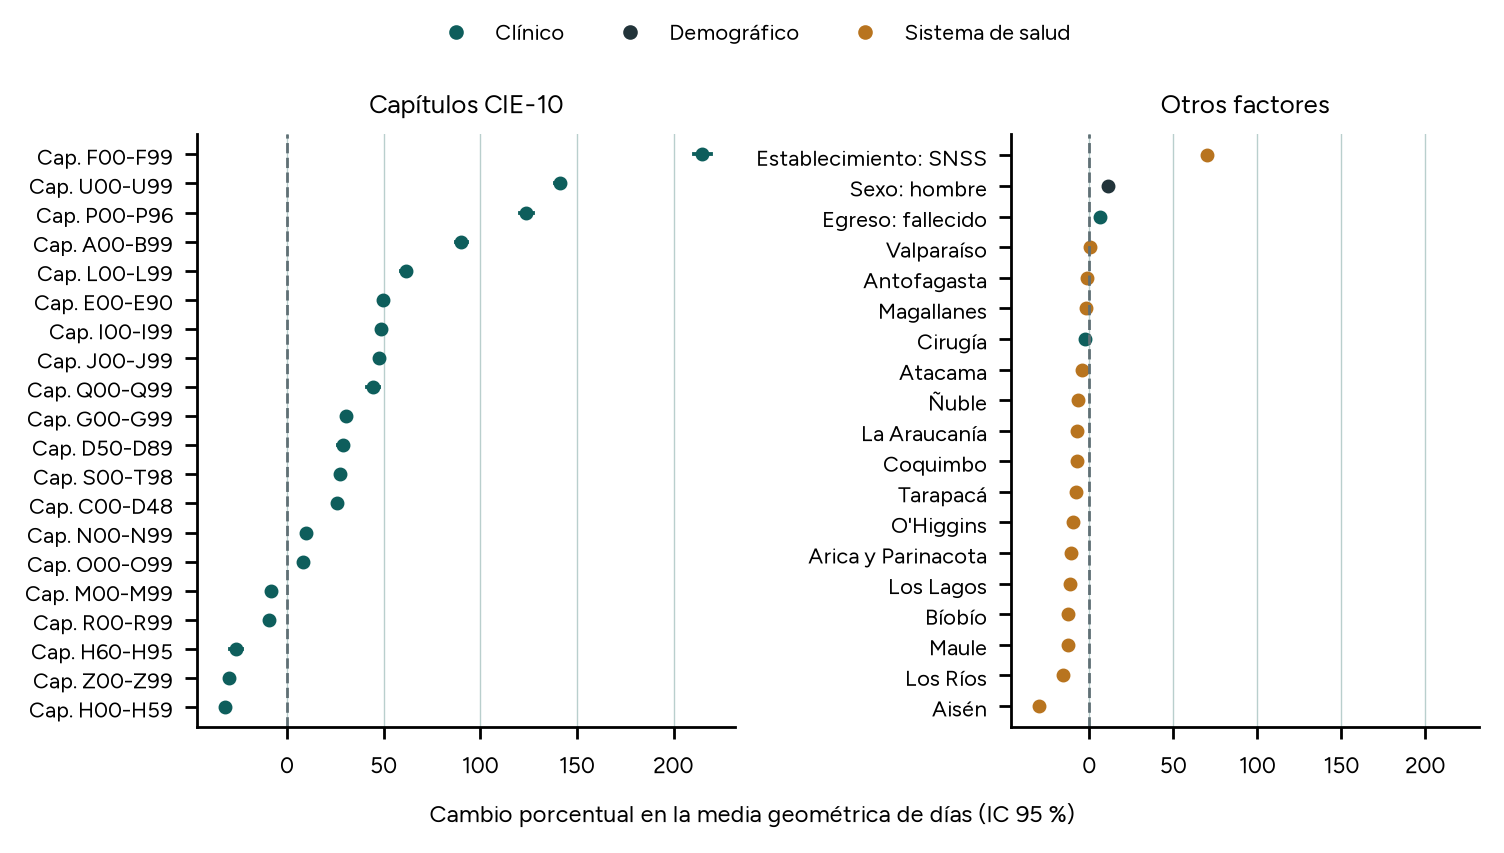 Clínico Demográfico Sistema de salud
Capítulos CIE-10
Cap. F00-F99
Cap. U00-U99
Cap. P00-P96
Cap. A00-B99
Cap. L00-L99
Cap. E00-E90
Cap. I00-I99
Cap. J00-J99
Cap. Q00-Q99
Cap. G00-G99
Cap. D50-D89
Cap. S00-T98
Cap. C00-D48
Cap. N00-N99
Cap. O00-O99
Cap. M00-M99
Cap. R00-R99
Cap. H60-H95
Cap. Z00-Z99
Cap. H00-H59
0 50 100 150 200
Otros factores
Establecimiento: SNSS
Sexo: hombre
Egreso: fallecido
Valparaíso
Antofagasta
Magallanes
Cirugía
Atacama
Ñuble
La Araucanía
Coquimbo
Tarapacá
O'Higgins
Arica y Parinacota
Los Lagos
Bíobío
Maule
Los Ríos
Aisén
0 50 100 150 200
Cambio porcentual en la media geométrica de días (IC 95 %)